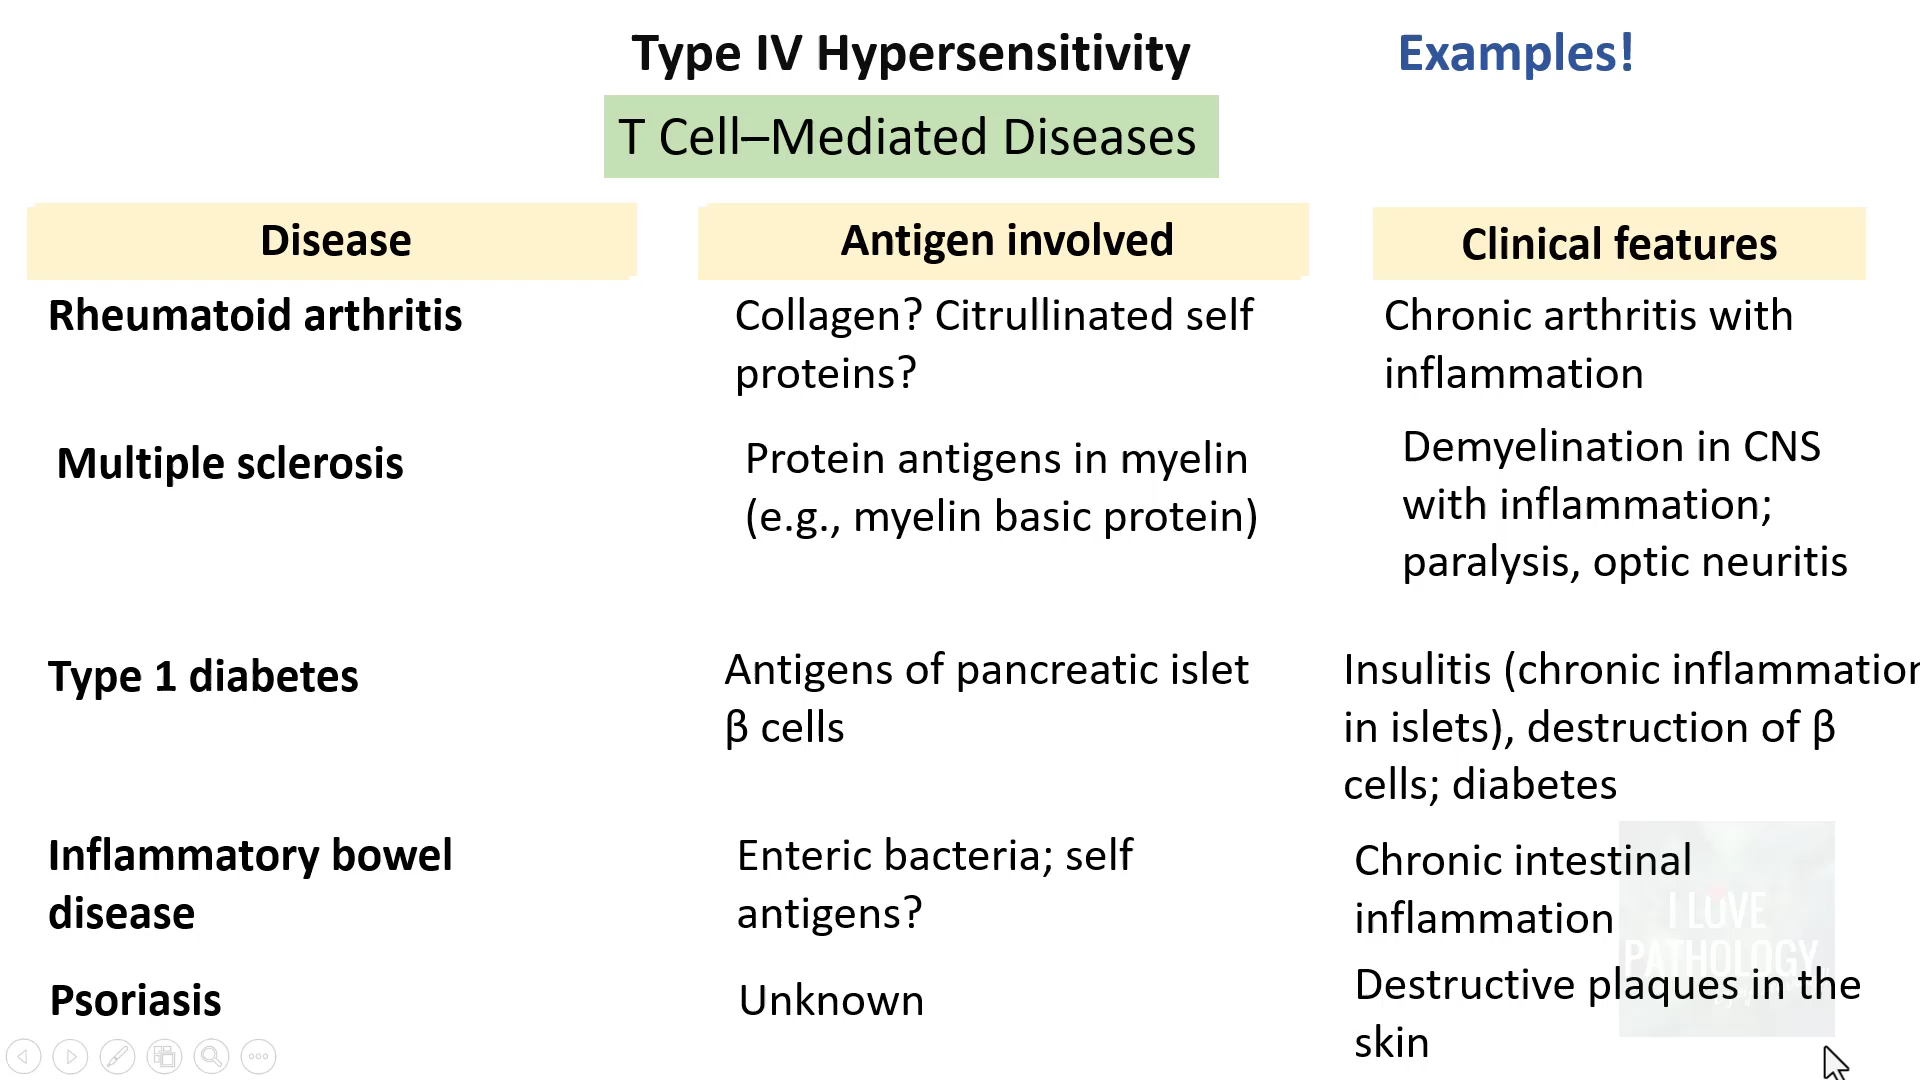 Type IV Hypersensitivity
Examples!
T Cell–Mediated Diseases
Disease
Antigen involved
Clinical features
Rheumatoid arthritis
Collagen? Citrullinated self
proteins?
Chronic arthritis with
inflammation
Multiple sclerosis
Protein antigens in myelin
(e.g., myelin basic protein)
Demyelination in CNS
with inflammation;
paralysis, optic neuritis
Type 1 diabetes
Antigens of pancreatic islet
β cells
Insulitis (chronic inflammation
in islets), destruction of β
cells; diabetes
Inflammatory bowel
disease
Enteric bacteria; self
antigens?
Chronic intestinal
inflammation
Psoriasis
Unknown
Destructive plaques in the
skin
I LOVE
PATHOLOGY